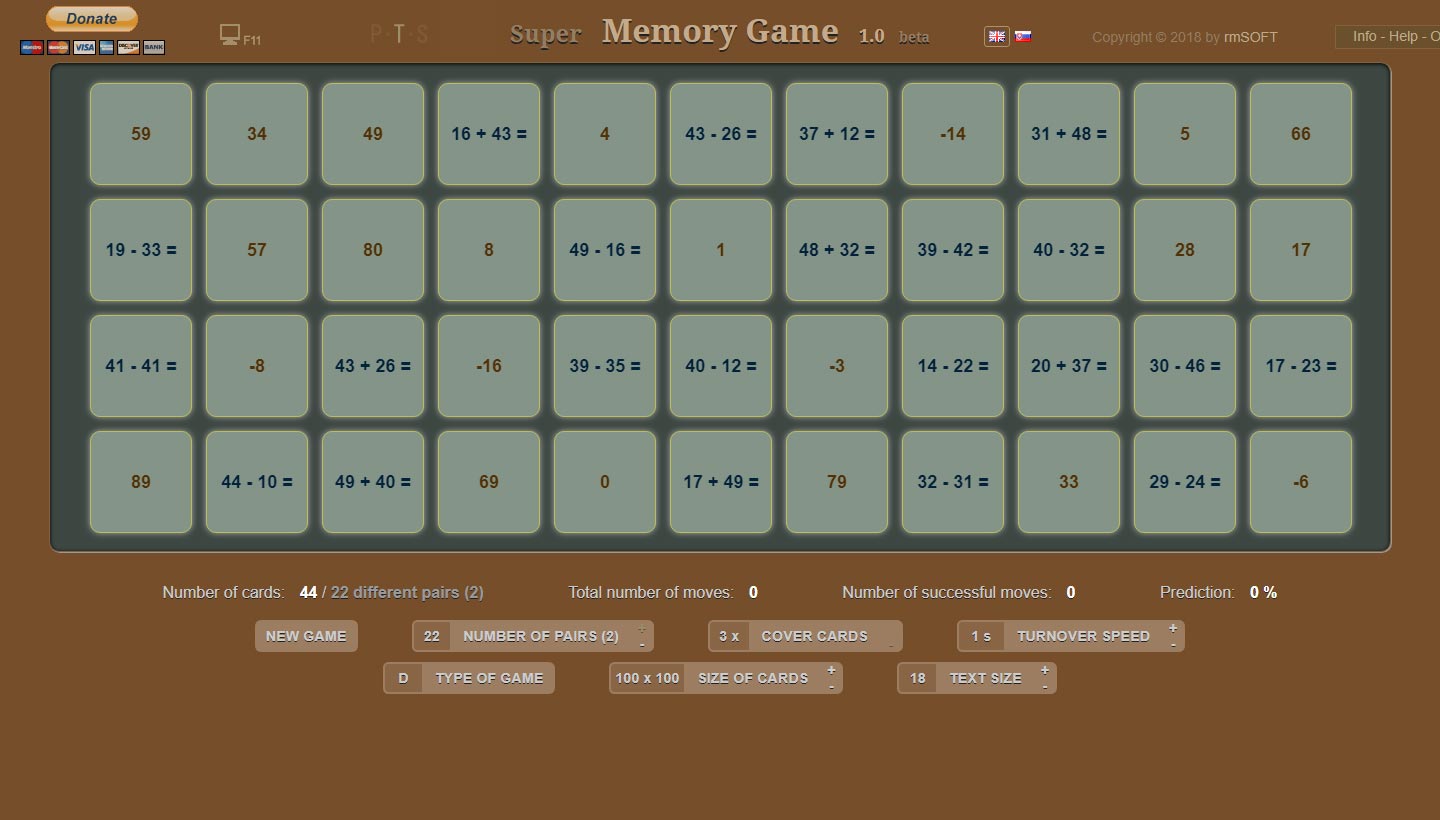 Donate
Maestro MasterCard VISA DISCOVER BANK
F11
P·T·S
Super Memory Game 1.0 beta
Copyright © 2018 by rmSOFT
Info - Help - O
59 34 49 16 + 43 = 4 43 - 26 = 37 + 12 = -14 31 + 48 = 5 66
19 - 33 = 57 80 8 49 - 16 = 1 48 + 32 = 39 - 42 = 40 - 32 = 28 17
41 - 41 = -8 43 + 26 = -16 39 - 35 = 40 - 12 = -3 14 - 22 = 20 + 37 = 30 - 46 = 17 - 23 =
89 44 - 10 = 49 + 40 = 69 0 17 + 49 = 79 32 - 31 = 33 29 - 24 = -6
Number of cards: 44 / 22 different pairs (2) Total number of moves: 0 Number of successful moves: 0 Prediction: 0 %
NEW GAME 22 NUMBER OF PAIRS (2) + - 3 x COVER CARDS - 1 s TURNOVER SPEED + -
D TYPE OF GAME 100 x 100 SIZE OF CARDS + - 18 TEXT SIZE + -